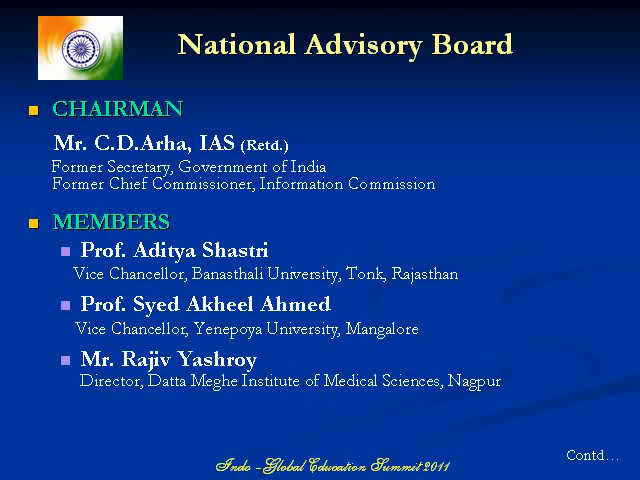 National Advisory Board
CHAIRMAN
Mr. C.D.Arha, IAS (Retd.)
Former Secretary, Government of India
Former Chief Commissioner, Information Commission
MEMBERS
Prof. Aditya Shastri
Vice Chancellor, Banasthali University, Tonk, Rajasthan
Prof. Syed Akheel Ahmed
Vice Chancellor, Yenepoya University, Mangalore
Mr. Rajiv Yashroy
Director, Datta Meghe Institute of Medical Sciences, Nagpur
Contd…
Indo - Global Education Summit 2011